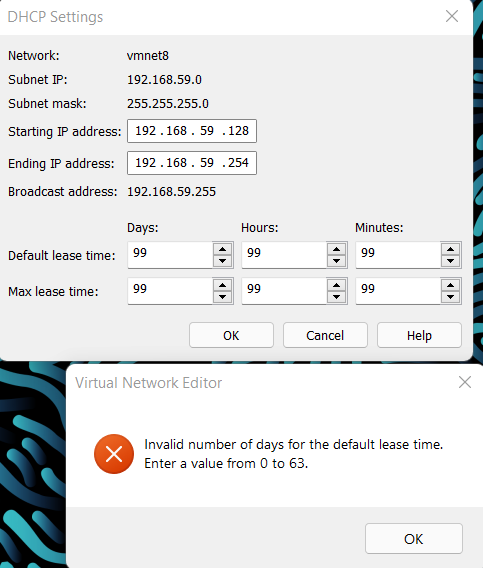 DHCP Settings
Network: vmnet8
Subnet IP: 192.168.59.0
Subnet mask: 255.255.255.0
Starting IP address: 192 . 168 . 59 . 128
Ending IP address: 192 . 168 . 59 . 254
Broadcast address: 192.168.59.255
Days: Hours: Minutes:
Default lease time: 99 99 99
Max lease time: 99 99 99
OK Cancel Help
Virtual Network Editor
Invalid number of days for the default lease time.
Enter a value from 0 to 63.
OK